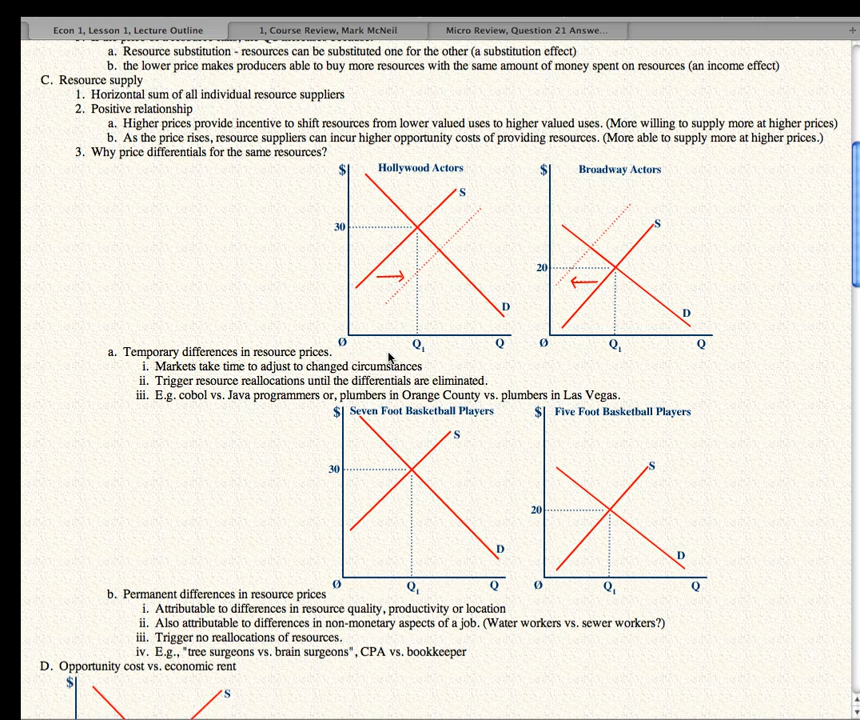 Econ 1, Lesson 1, Lecture Outline 1, Course Review, Mark McNeil Micro Review, Question 21 Answe...
a. Resource substitution - resources can be substituted one for the other (a substitution effect)
b. the lower price makes producers able to buy more resources with the same amount of money spent on resources (an income effect)
C. Resource supply
1. Horizontal sum of all individual resource suppliers
2. Positive relationship
a. Higher prices provide incentive to shift resources from lower valued uses to higher valued uses. (More willing to supply more at higher prices)
b. As the price rises, resource suppliers can incur higher opportunity costs of providing resources. (More able to supply more at higher prices.)
3. Why price differentials for the same resources?
$ Hollywood Actors $ Broadway Actors
S S
30
20
D D
Ø Q1 Q Ø Q1 Q
a. Temporary differences in resource prices.
i. Markets take time to adjust to changed circumstances
ii. Trigger resource reallocations until the differentials are eliminated.
iii. E.g. cobol vs. Java programmers or, plumbers in Orange County vs. plumbers in Las Vegas.
$ Seven Foot Basketball Players $ Five Foot Basketball Players
S S
30
20
D D
Ø Q1 Q Ø Q1 Q
b. Permanent differences in resource prices
i. Attributable to differences in resource quality, productivity or location
ii. Also attributable to differences in non-monetary aspects of a job. (Water workers vs. sewer workers?)
iii. Trigger no reallocations of resources.
iv. E.g., "tree surgeons vs. brain surgeons", CPA vs. bookkeeper
D. Opportunity cost vs. economic rent
$ S